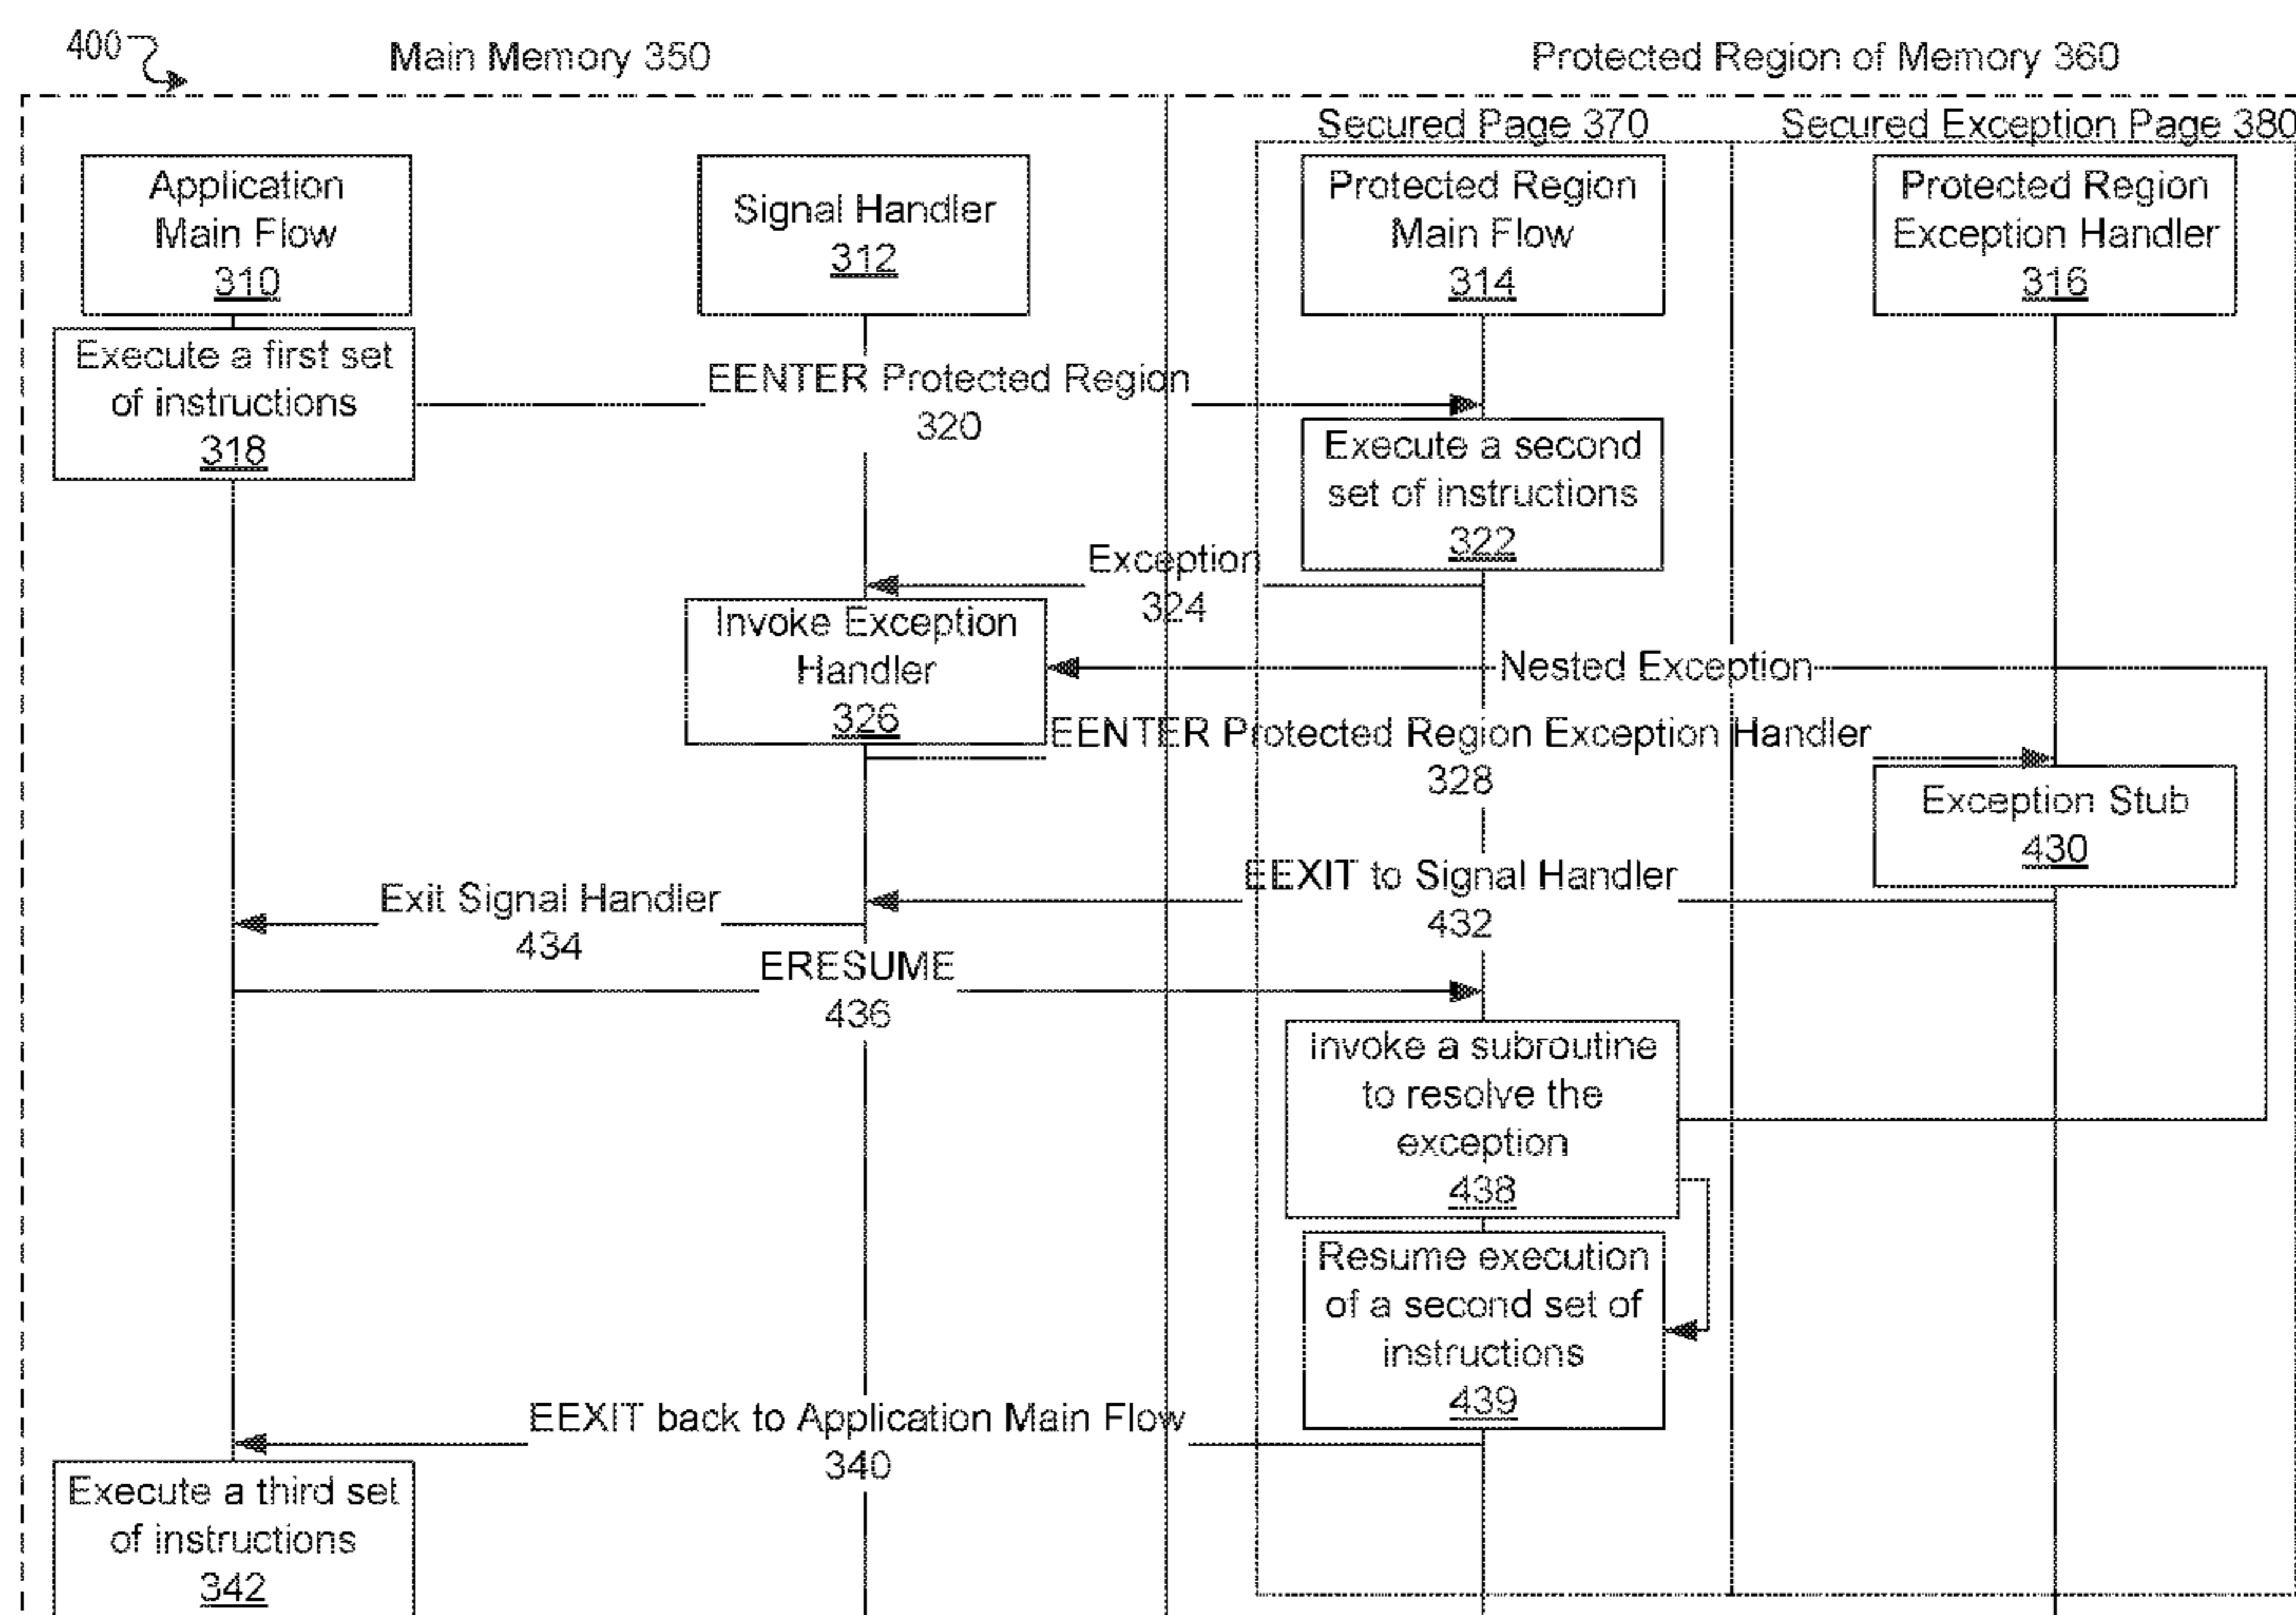 400
Main Memory 350
Protected Region of Memory 360
Secured Page 370
Secured Exception Page 380
Application
Main Flow
310
Signal Handler
312
Protected Region
Main Flow
314
Protected Region
Exception Handler
316
Execute a first set
of instructions
318
EENTER Protected Region
320
Execute a second
set of instructions
322
Exception
324
Invoke Exception
Handler
326
Nested Exception
EENTER Protected Region Exception Handler
328
Exception Stub
430
EEXIT to Signal Handler
432
Exit Signal Handler
434
ERESUME
436
invoke a subroutine
to resolve the
exception
438
Resume execution
of a second set of
instructions
439
EEXIT back to Application Main Flow
340
Execute a third set
of instructions
342